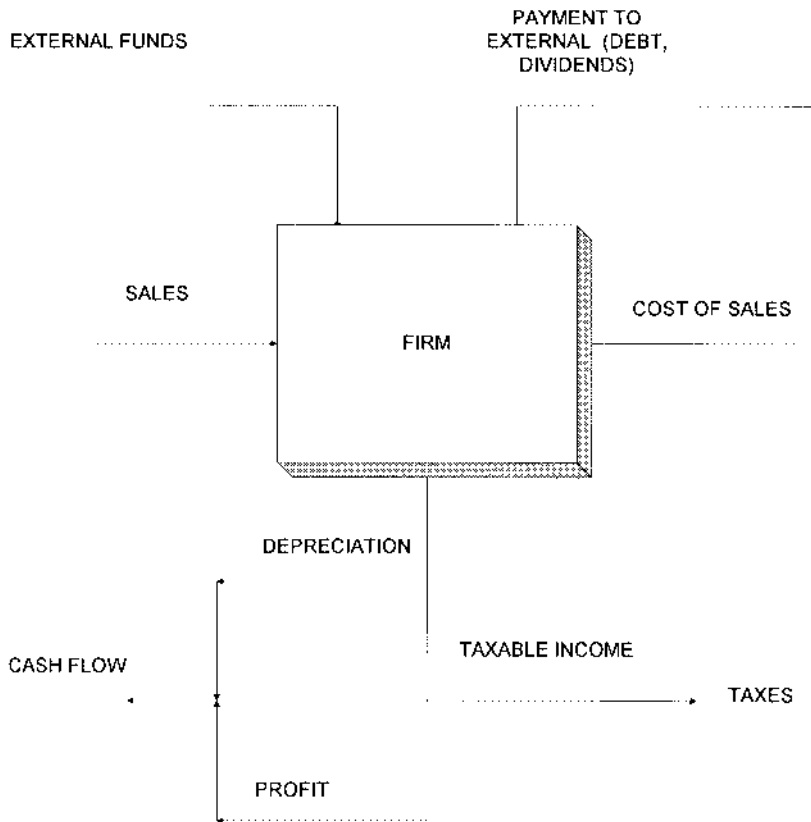 EXTERNAL FUNDS
PAYMENT TO
EXTERNAL (DEBT,
DIVIDENDS)
SALES
COST OF SALES
FIRM
DEPRECIATION
TAXABLE INCOME
CASH FLOW
TAXES
PROFIT